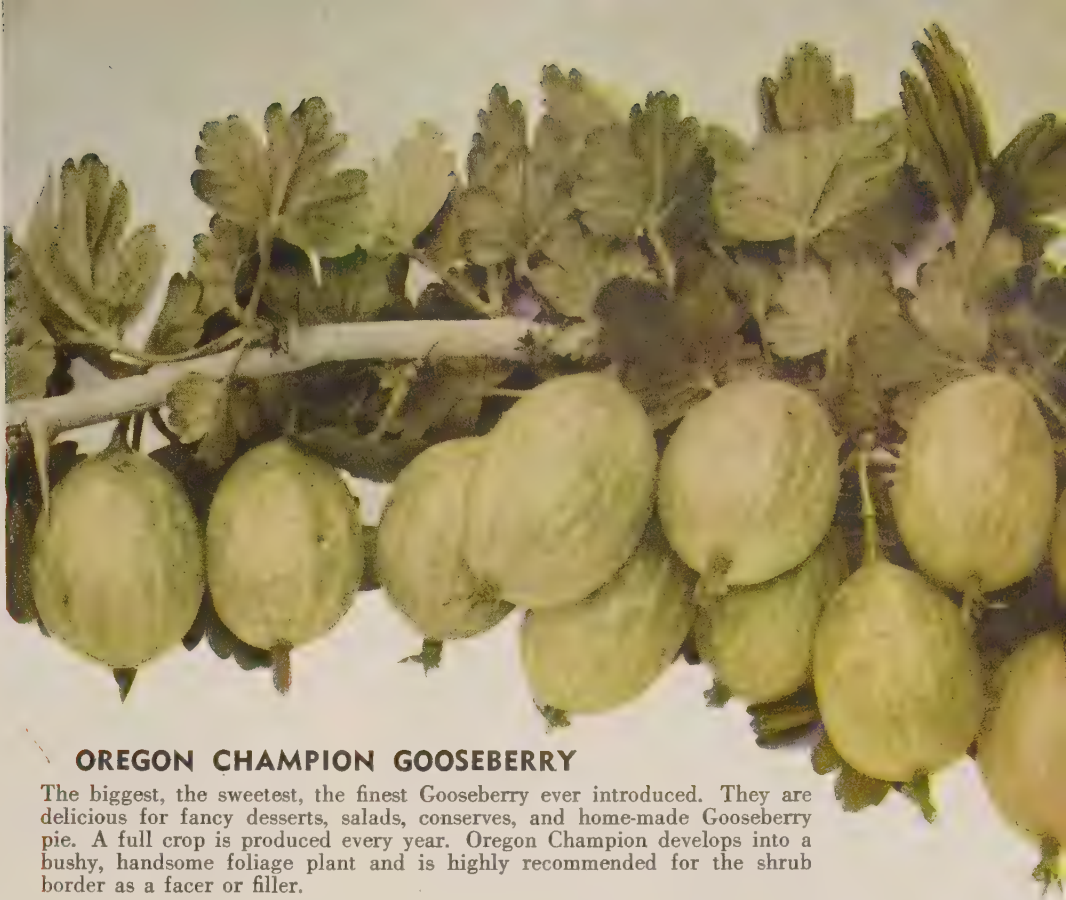 OREGON CHAMPION GOOSEBERRY
The biggest, the sweetest, the finest Gooseberry ever introduced. They are
delicious for fancy desserts, salads, conserves, and home-made Gooseberry
pie. A full crop is produced every year. Oregon Champion develops into a
bushy, handsome foliage plant and is highly recommended for the shrub
border as a facer or filler.